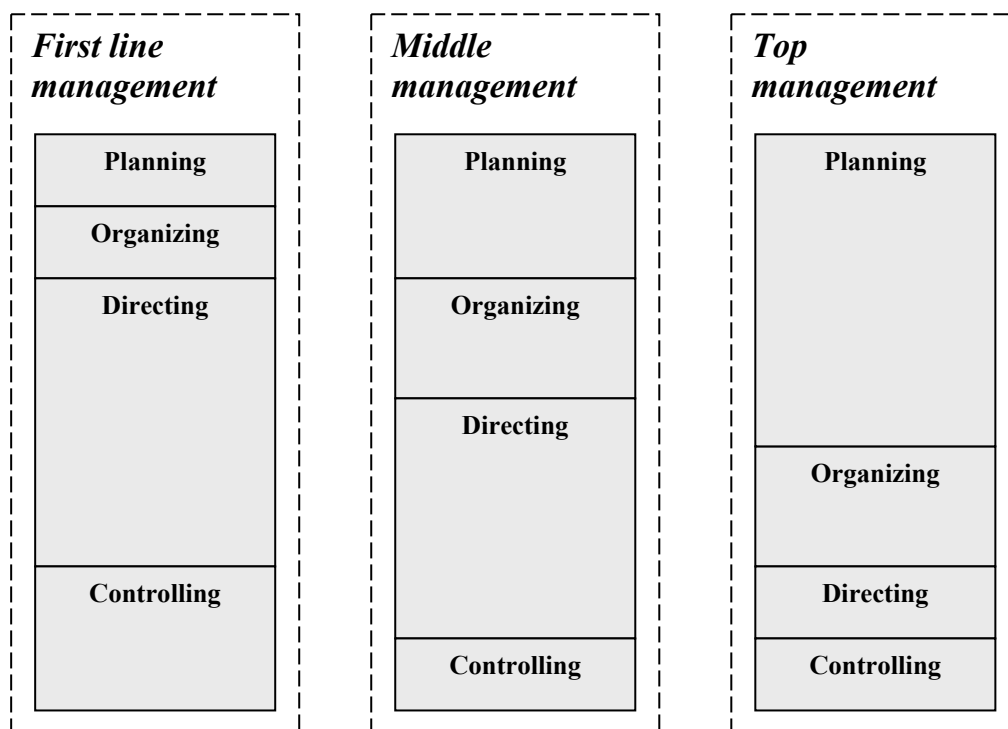 First line
management
Planning
Organizing
Directing
Controlling
Middle
management
Planning
Organizing
Directing
Controlling
Top
management
Planning
Organizing
Directing
Controlling